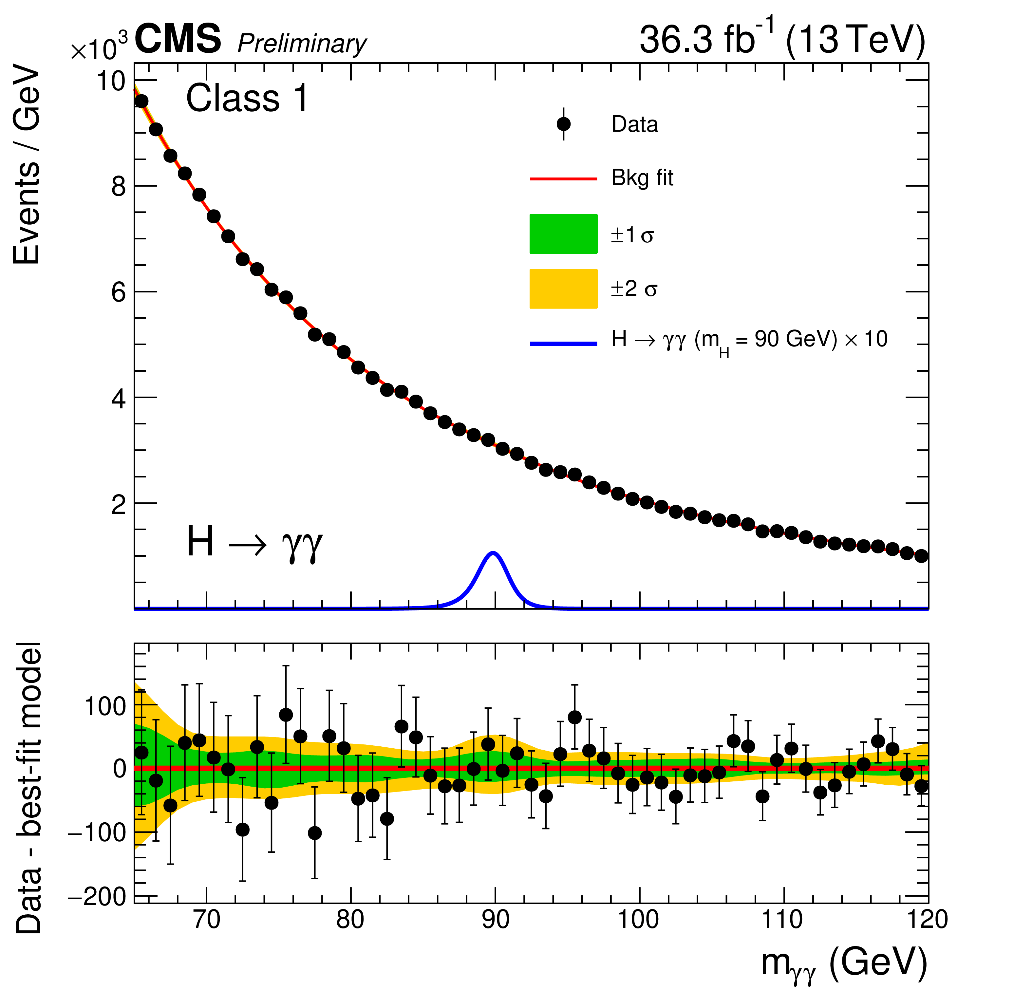 ×10³ CMS Preliminary 36.3 fb⁻¹ (13 TeV)
Events / GeV
Class 1
Data
Bkg fit
±1 σ
±2 σ
H → γγ (m_H = 90 GeV) × 10
10
8
6
4
2
H → γγ
Data - best-fit model
100
0
−100
−200
70 80 90 100 110 120
m_γγ (GeV)